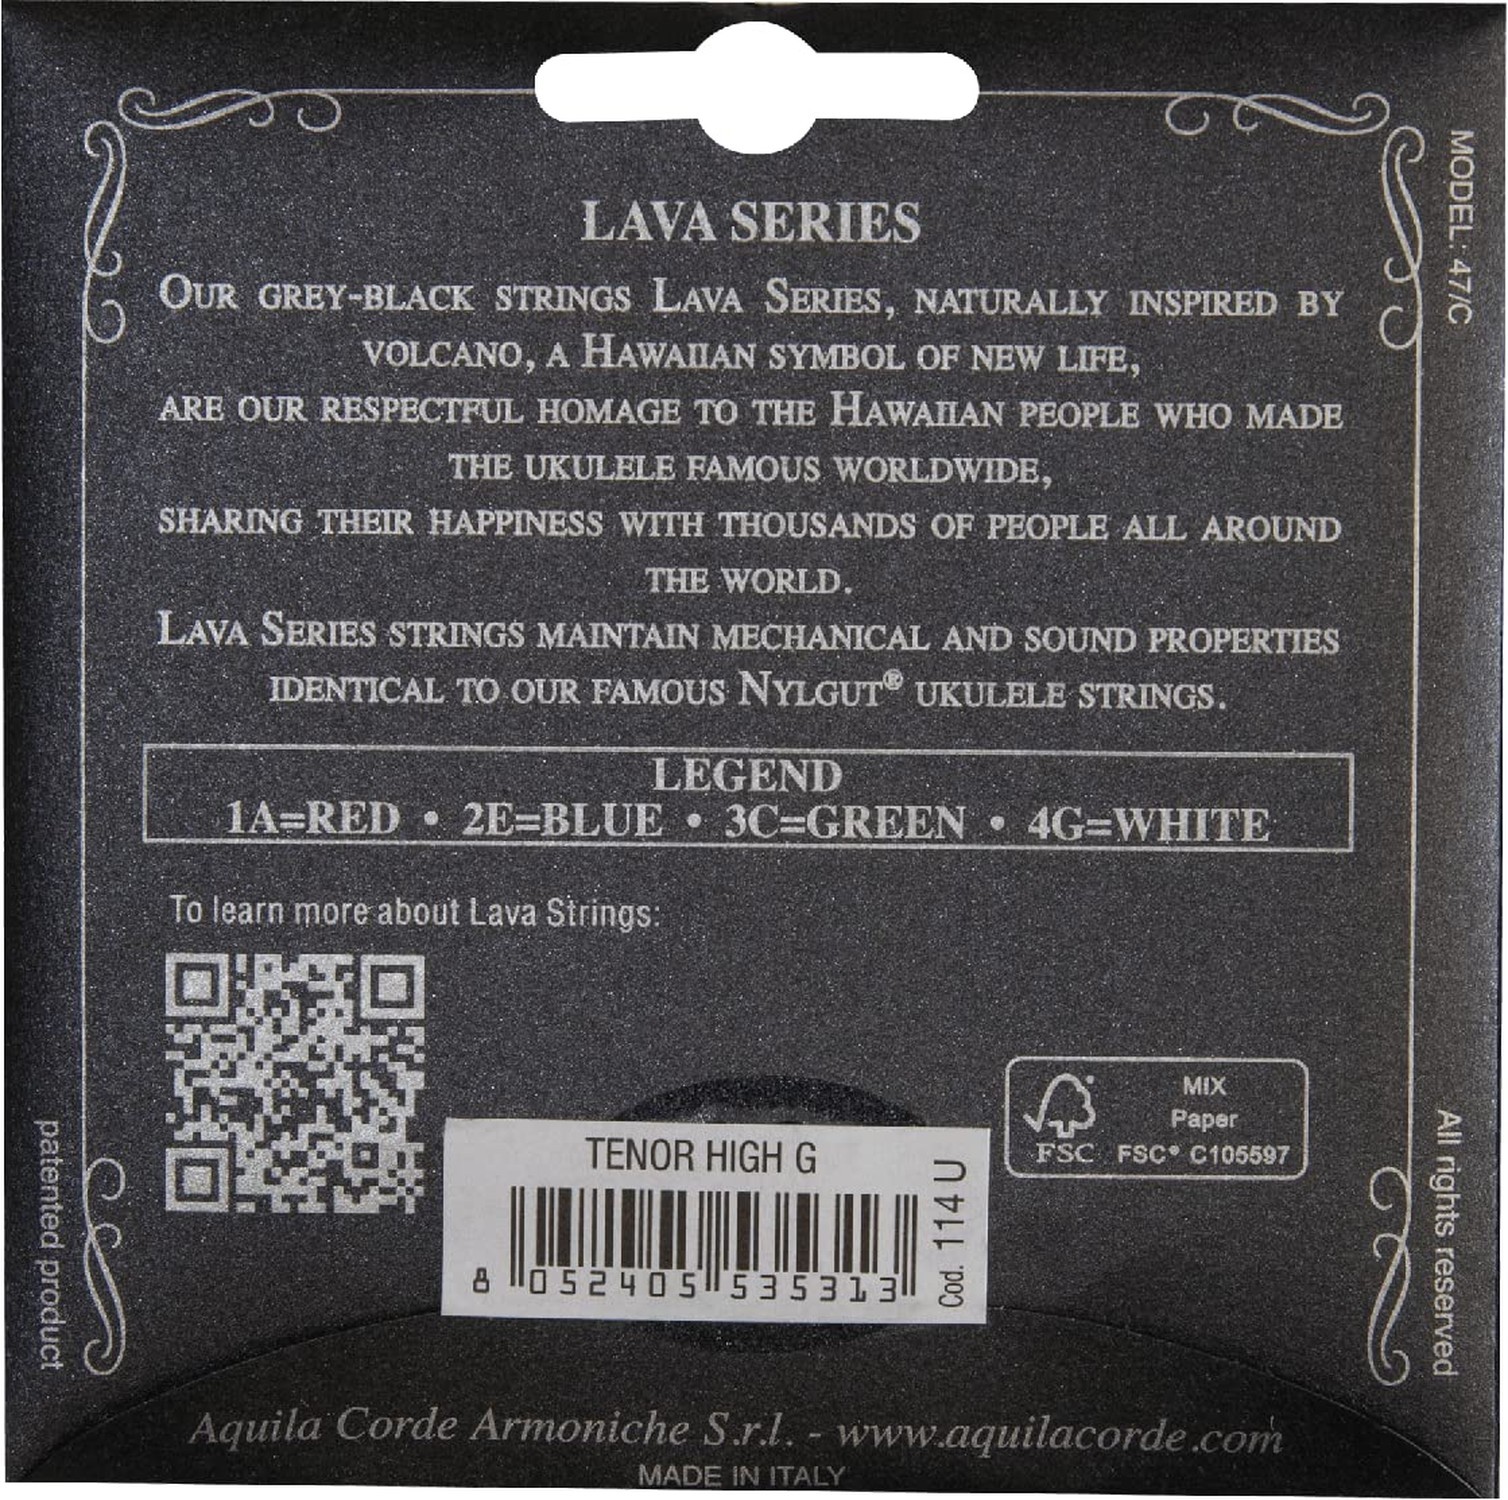 LAVA SERIES
OUR GREY-BLACK STRINGS LAVA SERIES, NATURALLY INSPIRED BY
VOLCANO, A HAWAIIAN SYMBOL OF NEW LIFE,
ARE OUR RESPECTFUL HOMAGE TO THE HAWAIIAN PEOPLE WHO MADE
THE UKULELE FAMOUS WORLDWIDE,
SHARING THEIR HAPPINESS WITH THOUSANDS OF PEOPLE ALL AROUND
THE WORLD.
LAVA SERIES STRINGS MAINTAIN MECHANICAL AND SOUND PROPERTIES
IDENTICAL TO OUR FAMOUS NYLGUT® UKULELE STRINGS.
LEGEND
1A=RED • 2E=BLUE • 3C=GREEN • 4G=WHITE
To learn more about Lava Strings:
MIX
Paper
FSC FSC® C105597
TENOR HIGH G
8 052405 535313
Cod. 114 U
MODEL: 47/C
All rights reserved
patented product
Aquila Corde Armoniche S.r.l. - www.aquilacorde.com
MADE IN ITALY